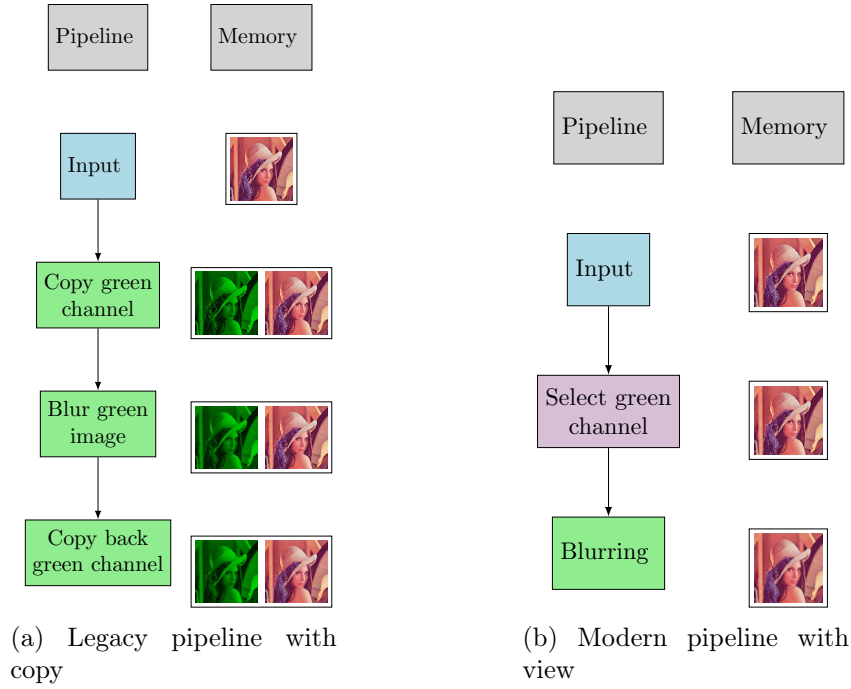 Pipeline
Memory
Input
Copy green
channel
Blur green
image
Copy back
green channel
(a) Legacy pipeline with
copy
Pipeline
Memory
Input
Select green
channel
Blurring
(b) Modern pipeline with
view